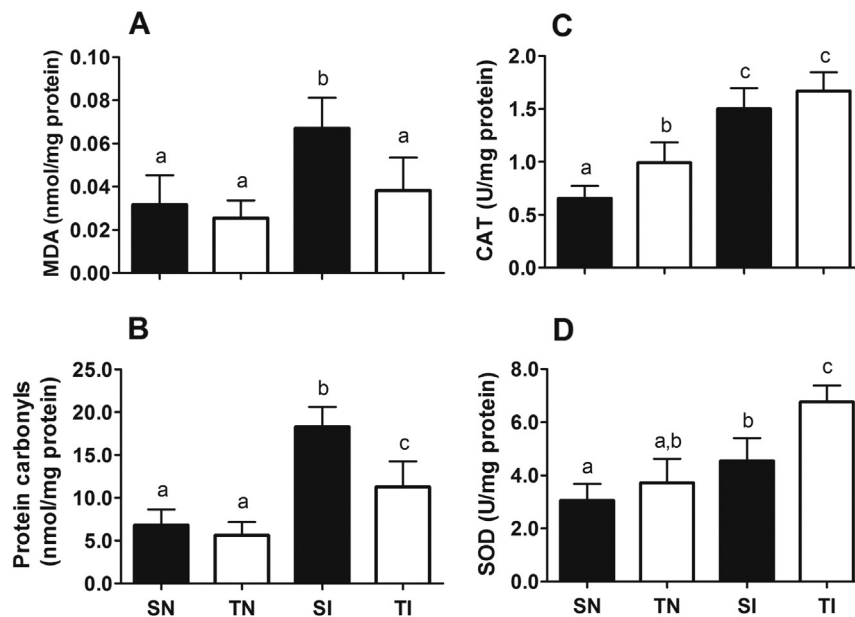 A
MDA (nmol/mg protein)
0.10
0.08
0.06
0.04
0.02
0.00
a
a
b
a
C
CAT (U/mg protein)
2.0
1.5
1.0
0.5
0.0
a
b
c
c
B
Protein carbonyls
(nmol/mg protein)
25.0
20.0
15.0
10.0
5.0
0.0
a
a
b
c
SN TN SI TI
D
SOD (U/mg protein)
8.0
6.0
4.0
2.0
0.0
a
a,b
b
c
SN TN SI TI